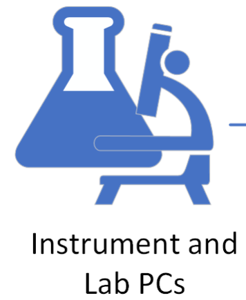 Instrument and
Lab PCs